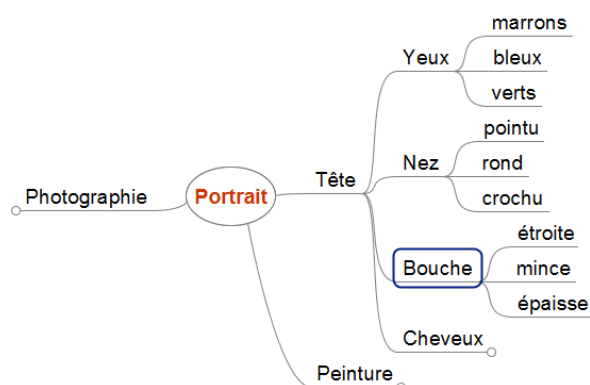 Portrait
Photographie
Tête
Yeux
marrons
bleux
verts
Nez
pointu
rond
crochu
Bouche
étroite
mince
épaisse
Cheveux
Peinture